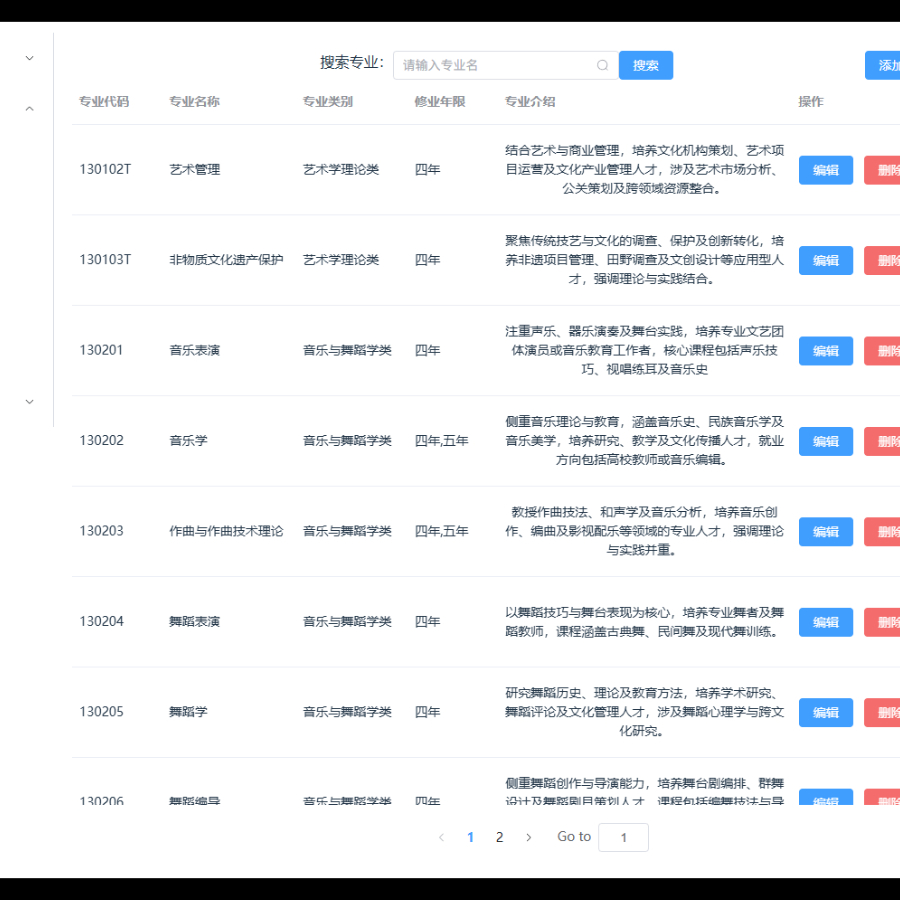 搜索专业: 请输入专业名 搜索 添加
专业代码 专业名称 专业类别 修业年限 专业介绍 操作
结合艺术与商业管理，培养文化机构策划、艺术项
130102T 艺术管理 艺术学理论类 四年 目运营及文化产业管理人才，涉及艺术市场分析、 编辑 删除
公关策划及跨领域资源整合。
聚焦传统技艺与文化的调查、保护及创新转化，培
130103T 非物质文化遗产保护 艺术学理论类 四年 养非遗项目管理、田野调查及文创设计等应用型人 编辑 删除
才，强调理论与实践结合。
注重声乐、器乐演奏及舞台实践，培养专业文艺团
130201 音乐表演 音乐与舞蹈学类 四年 体演员或音乐教育工作者，核心课程包括声乐技 编辑 删除
巧、视唱练耳及音乐史
侧重音乐理论与教育，涵盖音乐史、民族音乐学及
130202 音乐学 音乐与舞蹈学类 四年,五年 音乐美学，培养研究、教学及文化传播人才，就业 编辑 删除
方向包括高校教师或音乐编辑。
教授作曲技法、和声学及音乐分析，培养音乐创
130203 作曲与作曲技术理论 音乐与舞蹈学类 四年,五年 作、编曲及影视配乐等领域的专业人才，强调理论 编辑 删除
与实践并重。
以舞蹈技巧与舞台表现为核心，培养专业舞者及舞
130204 舞蹈表演 音乐与舞蹈学类 四年 蹈教师，课程涵盖古典舞、民间舞及现代舞训练。 编辑 删除
研究舞蹈历史、理论及教育方法，培养学术研究、
130205 舞蹈学 音乐与舞蹈学类 四年 舞蹈评论及文化管理人才，涉及舞蹈心理学与跨文 编辑 删除
化研究。
侧重舞蹈创作与导演能力，培养舞台剧编排、群舞
130206 舞蹈编导 音乐与舞蹈学类 四年 设计及舞蹈剧目策划人才，课程包括编舞技法与导 编辑 删除
1 2 Go to 1